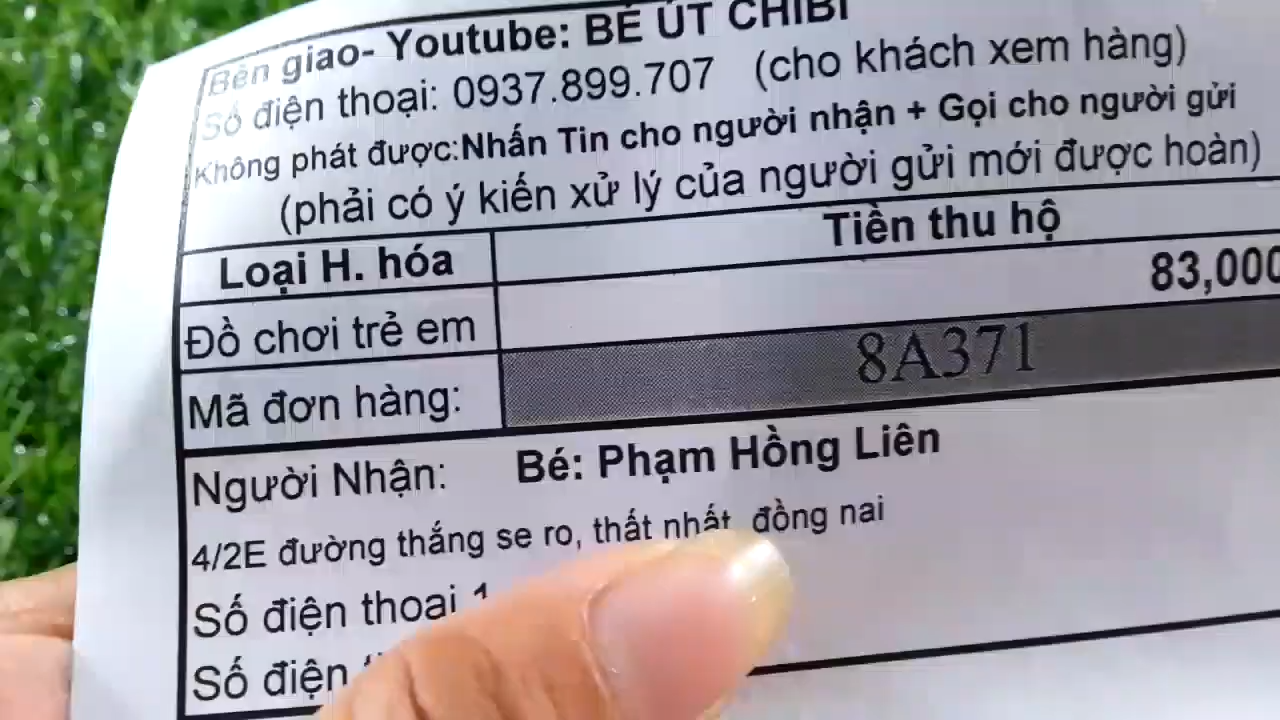 Bên giao- Youtube: BÉ ÚT CHIBI
Số điện thoại: 0937.899.707 (cho khách xem hàng)
Không phát được:Nhấn Tin cho người nhận + Gọi cho người gửi
(phải có ý kiến xử lý của người gửi mới được hoàn)
Loại H. hóa Tiền thu hộ
Đồ chơi trẻ em 83,000
Mã đơn hàng: 8A371
Người Nhận: Bé: Phạm Hồng Liên
4/2E đường thắng se ro, thất nhất, đồng nai
Số điện thoại 1
Số điện